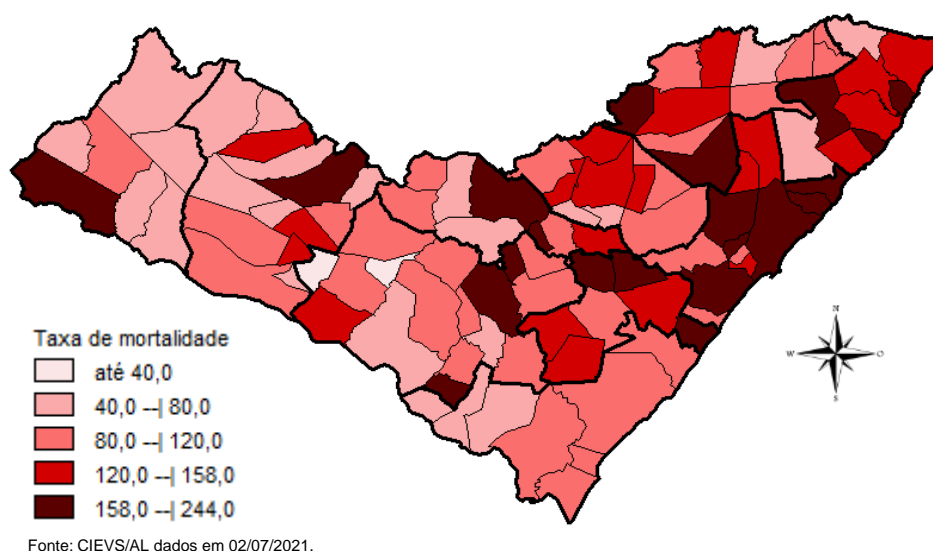 N
W
O
S
Taxa de mortalidade
até 40,0
40,0 --| 80,0
80,0 --| 120,0
120,0 --| 158,0
158,0 --| 244,0
Fonte: CIEVS/AL dados em 02/07/2021.